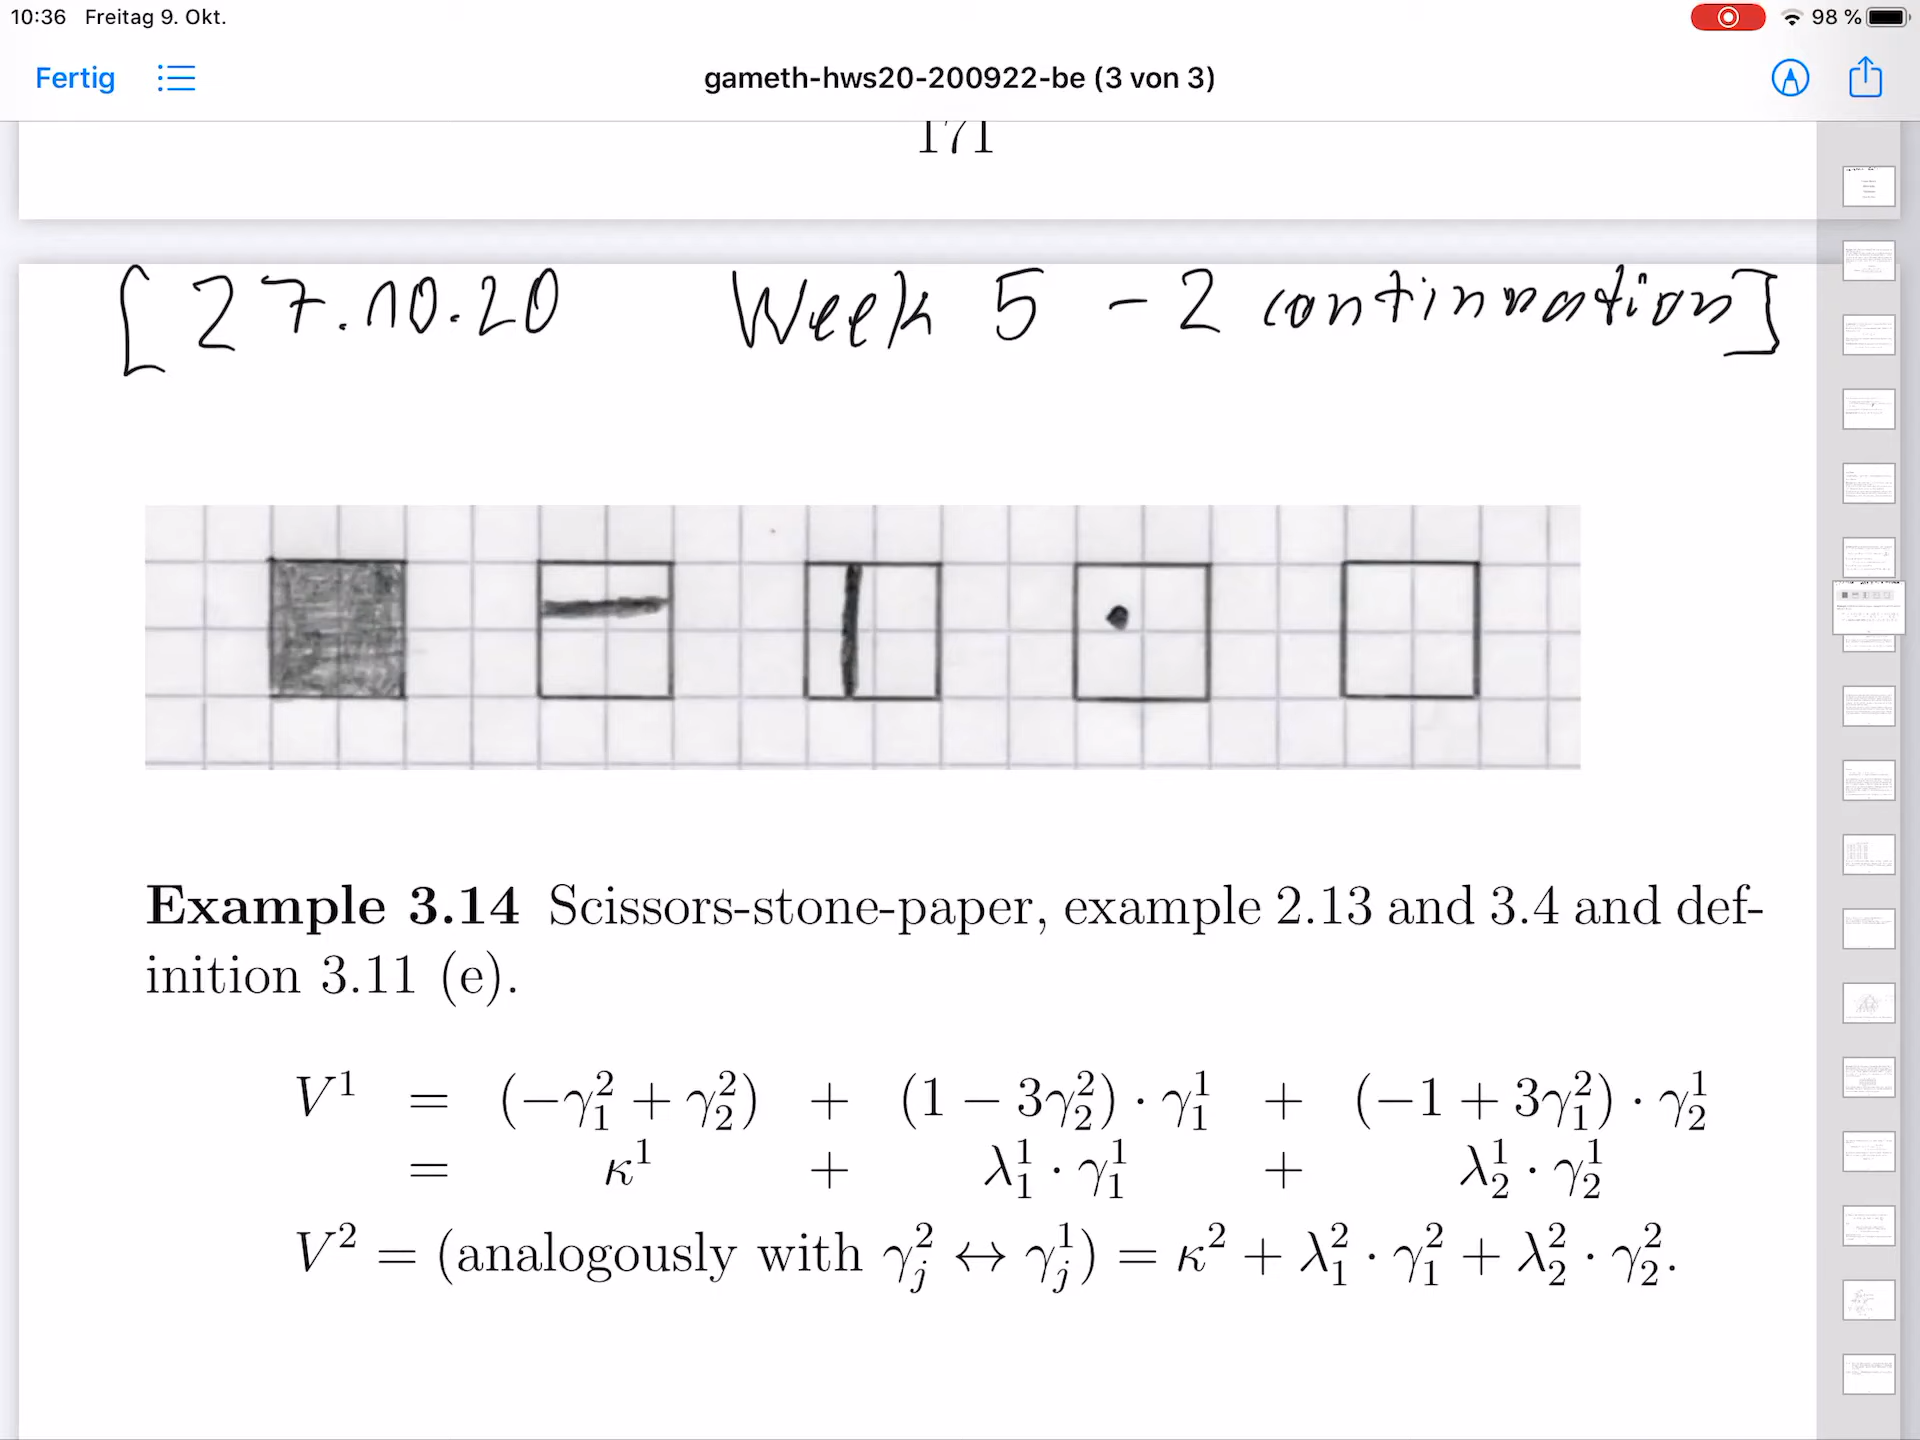 10:36 Freitag 9. Okt. 98 %
Fertig gameth-hws20-200922-be (3 von 3)
171
[27.10.20 Week 5 - 2 continuation]
Example 3.14 Scissors-stone-paper, example 2.13 and 3.4 and def-
inition 3.11 (e).
V¹ = (−γ₁² + γ₂²) + (1 − 3γ₂²) · γ₁¹ + (−1 + 3γ₁²) · γ₂¹
= κ¹ + λ₁¹ · γ₁¹ + λ₂¹ · γ₂¹
V² = (analogously with γⱼ² ↔ γⱼ¹) = κ² + λ₁² · γ₁² + λ₂² · γ₂².